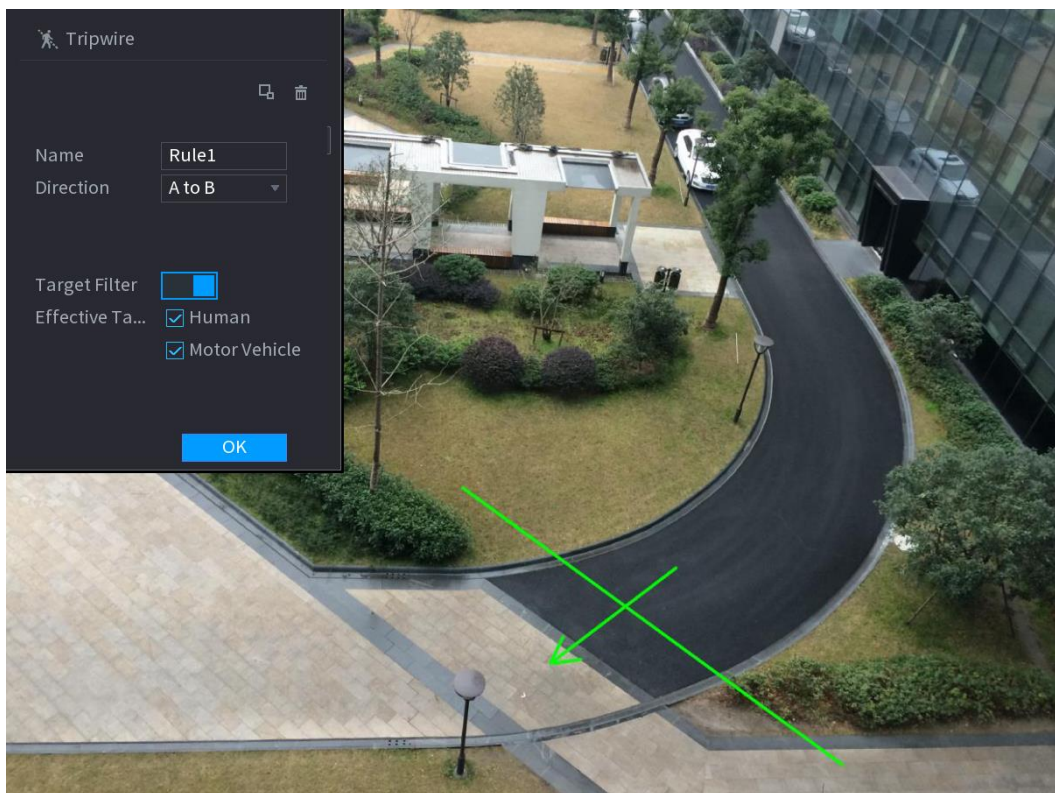 Tripwire
Name Rule1
Direction A to B
Target Filter
Effective Ta...
Human
Motor Vehicle
OK